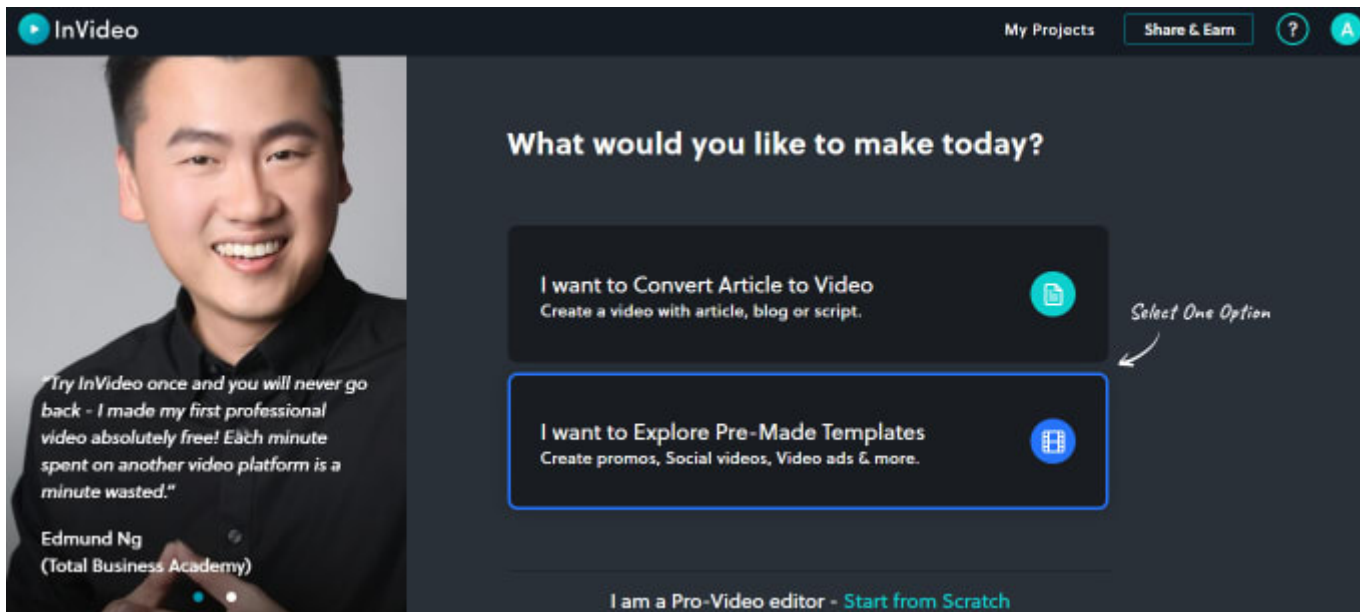 InVideo
My Projects
Share & Earn
?
A
What would you like to make today?
I want to Convert Article to Video
Create a video with article, blog or script.
Select One Option
I want to Explore Pre-Made Templates
Create promos, Social videos, Video ads & more.
I am a Pro-Video editor - Start from Scratch
"Try InVideo once and you will never go
back - I made my first professional
video absolutely free! Each minute
spent on another video platform is a
minute wasted."
Edmund Ng
(Total Business Academy)